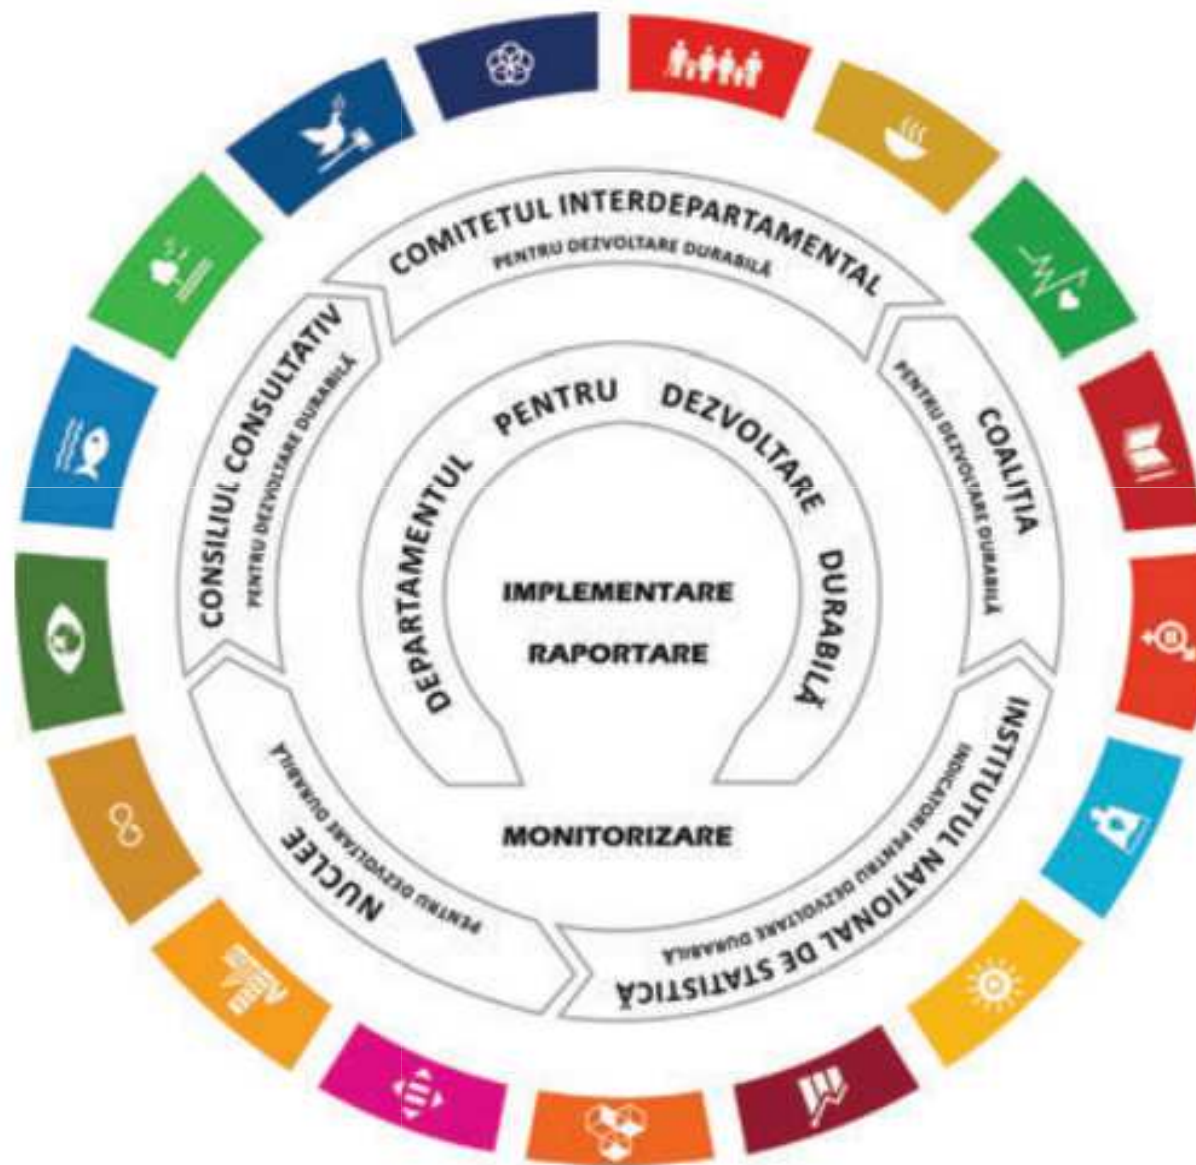 COMITETUL INTERDEPARTAMENTAL
PENTRU DEZVOLTARE DURABILĂ
COALIȚIA
PENTRU DEZVOLTARE DURABILĂ
INSTITUTUL NAȚIONAL DE STATISTICĂ
INDICATORI PENTRU DEZVOLTARE DURABILĂ
NUCLEE
PENTRU DEZVOLTARE DURABILĂ
CONSILIUL CONSULTATIV
PENTRU DEZVOLTARE DURABILĂ
DEPARTAMENTUL PENTRU DEZVOLTARE DURABILĂ
IMPLEMENTARE
RAPORTARE
MONITORIZARE